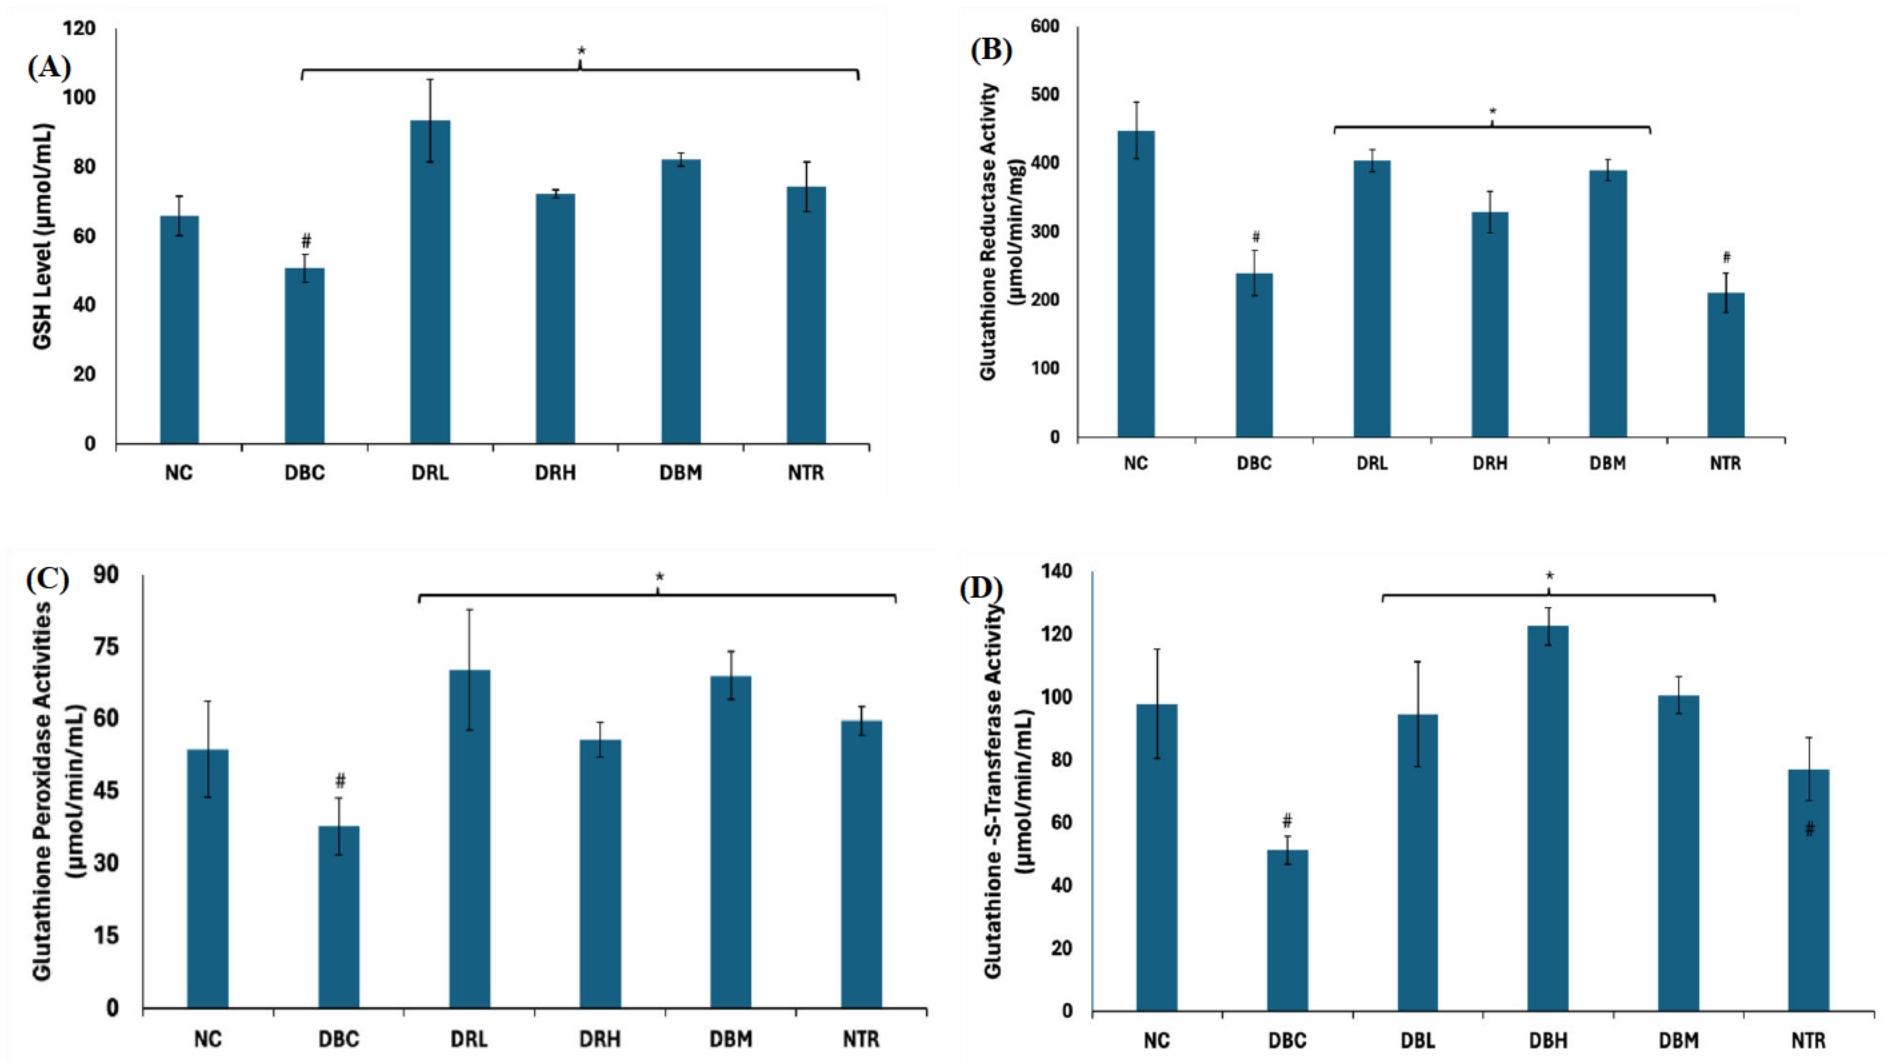 (A)
GSH Level (µmol/mL)
120
100
80
60
40
20
0
*
#
NC DBC DRL DRH DBM NTR
(B)
Glutathione Reductase Activity
(µmol/min/mg)
600
500
400
300
200
100
0
*
#
#
NC DBC DRL DRH DBM NTR
(C)
Glutathione Peroxidase Activities
(µmol/min/mL)
90
75
60
45
30
15
0
*
#
NC DBC DRL DRH DBM NTR
(D)
Glutathione -S-Transferase Activity
(µmol/min/mL)
140
120
100
80
60
40
20
0
*
#
#
NC DBC DBL DBH DBM NTR